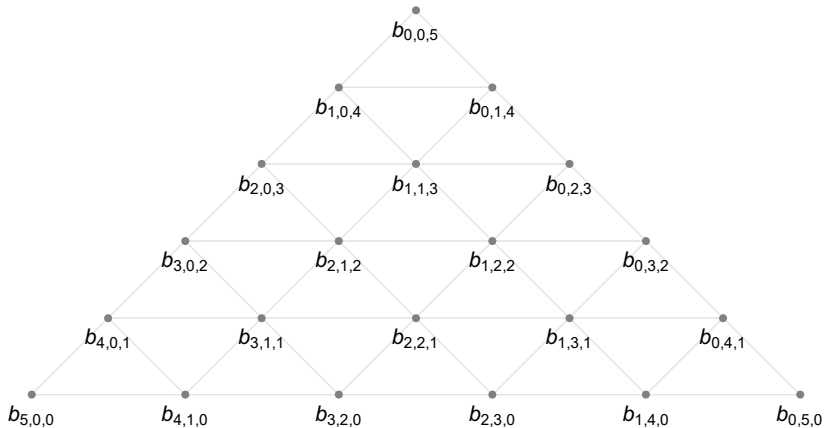 b0,0,5
b1,0,4 b0,1,4
b2,0,3 b1,1,3 b0,2,3
b3,0,2 b2,1,2 b1,2,2 b0,3,2
b4,0,1 b3,1,1 b2,2,1 b1,3,1 b0,4,1
b5,0,0 b4,1,0 b3,2,0 b2,3,0 b1,4,0 b0,5,0